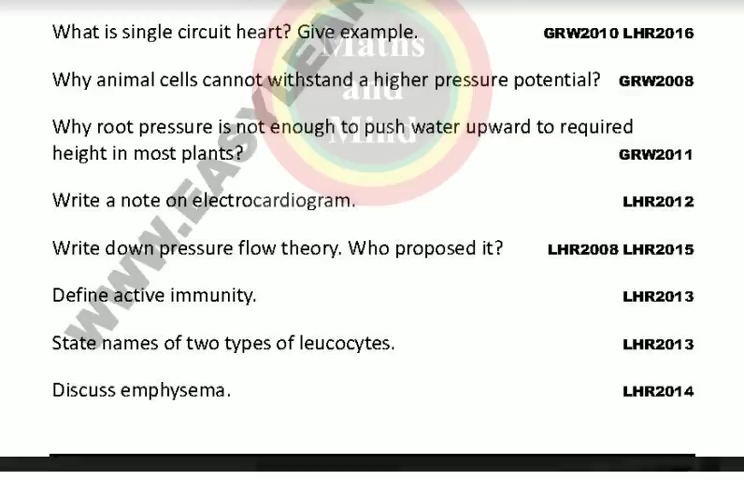 What is single circuit heart? Give example. GRW2010 LHR2016
Why animal cells cannot withstand a higher pressure potential? GRW2008
Why root pressure is not enough to push water upward to required
height in most plants? GRW2011
Write a note on electrocardiogram. LHR2012
Write down pressure flow theory. Who proposed it? LHR2008 LHR2015
Define active immunity. LHR2013
State names of two types of leucocytes. LHR2013
Discuss emphysema. LHR2014
Maths
and
Mind